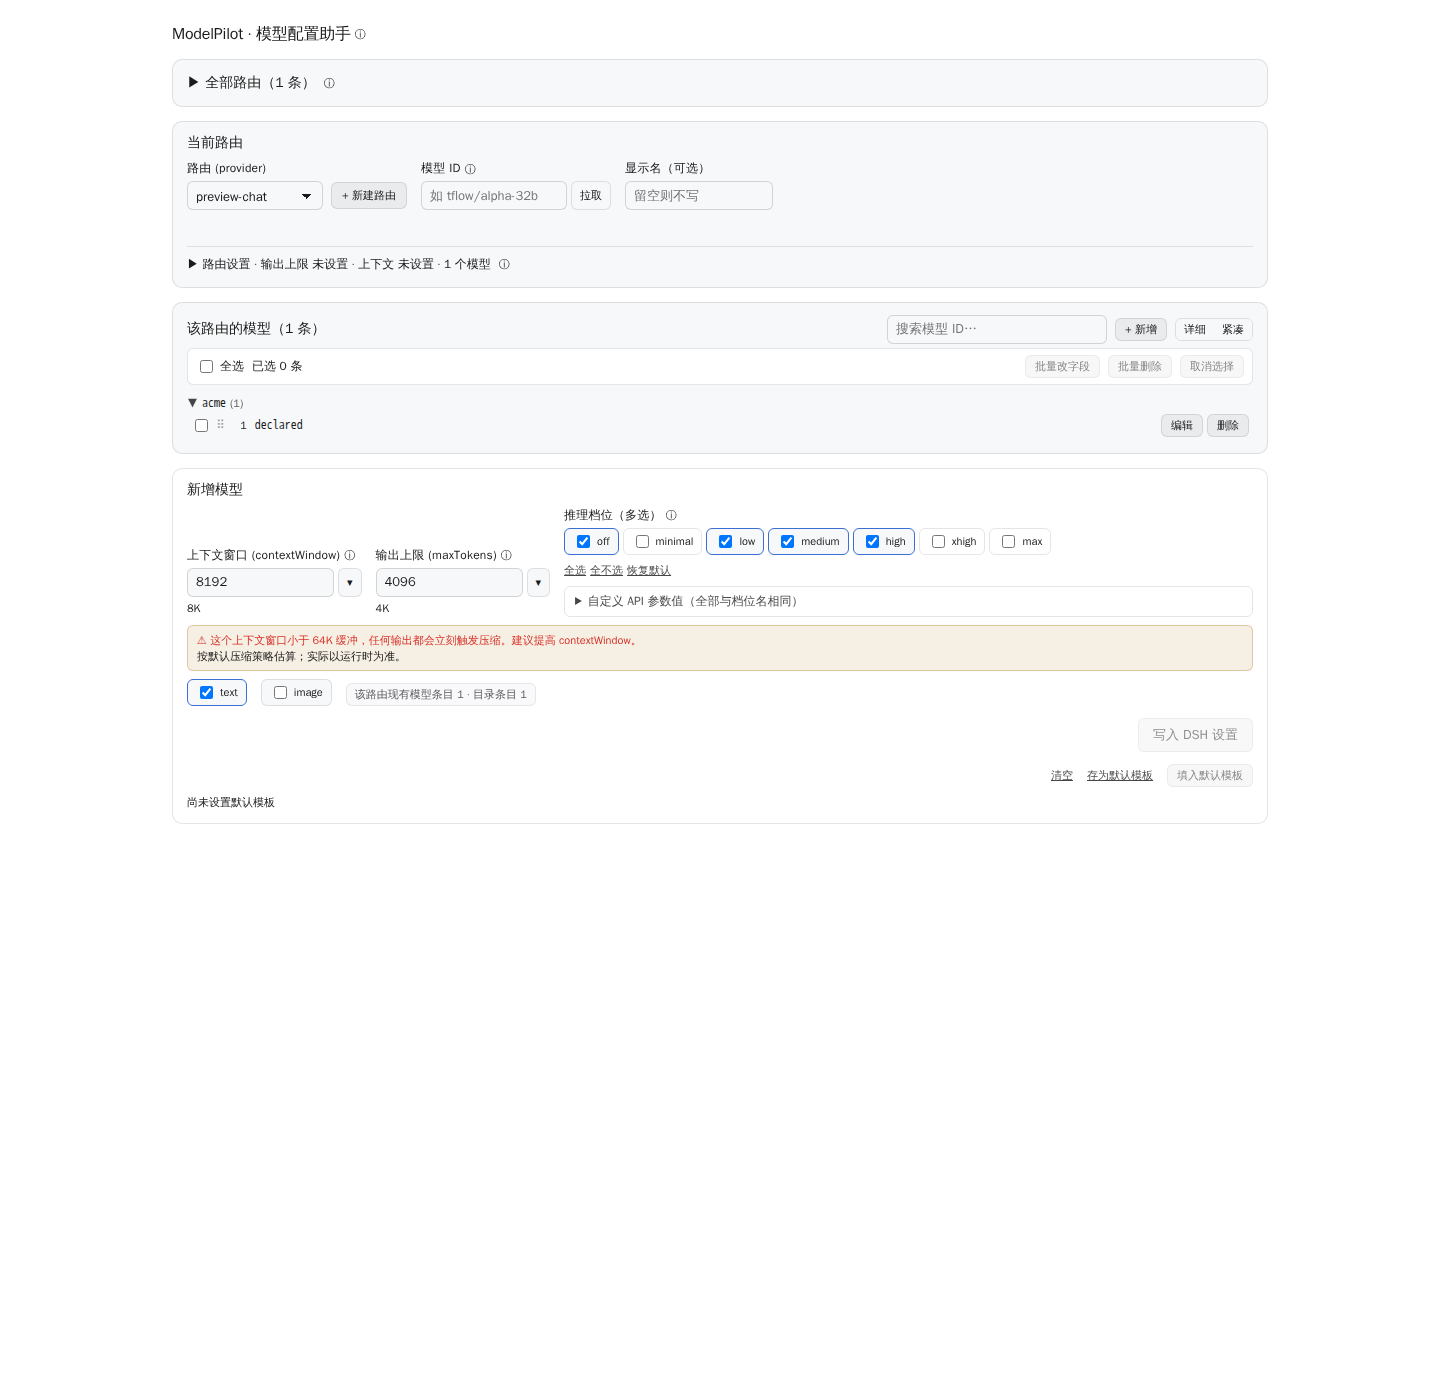 ModelPilot · 模型配置助手 ⓘ
▶ 全部路由（1 条） ⓘ
当前路由
路由 (provider)
preview-chat
+ 新建路由
模型 ID ⓘ
如 tflow/alpha-32b
拉取
显示名（可选）
留空则不写
▶ 路由设置 · 输出上限 未设置 · 上下文 未设置 · 1 个模型 ⓘ
该路由的模型（1 条）
搜索模型 ID…
+ 新增
详细 紧凑
全选 已选 0 条
批量改字段
批量删除
取消选择
▼ acme (1)
1 declared
编辑
删除
新增模型
上下文窗口 (contextWindow) ⓘ
8192
▾
8K
输出上限 (maxTokens) ⓘ
4096
▾
4K
推理档位（多选） ⓘ
off minimal low medium high xhigh max
全选 全不选 恢复默认
▶ 自定义 API 参数值（全部与档位名相同）
⚠ 这个上下文窗口小于 64K 缓冲，任何输出都会立刻触发压缩。建议提高 contextWindow。
按默认压缩策略估算；实际以运行时为准。
text image 该路由现有模型条目 1 · 目录条目 1
写入 DSH 设置
清空 存为默认模板 填入默认模板
尚未设置默认模板